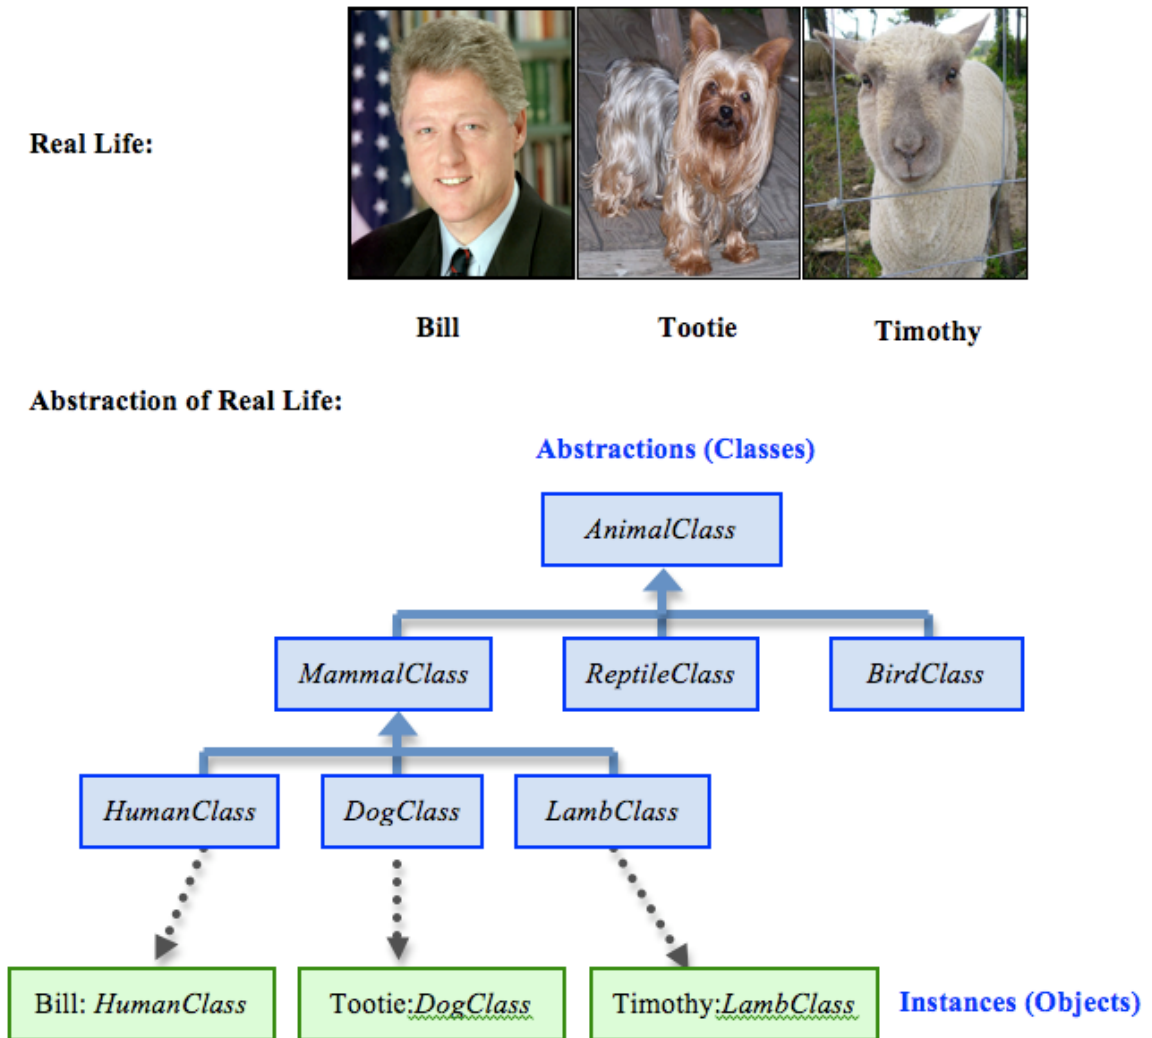 Real Life:
Bill
Tootie
Timothy
Abstraction of Real Life:
Abstractions (Classes)
AnimalClass
MammalClass
ReptileClass
BirdClass
HumanClass
DogClass
LambClass
Bill: HumanClass
Tootie:DogClass
Timothy:LambClass
Instances (Objects)